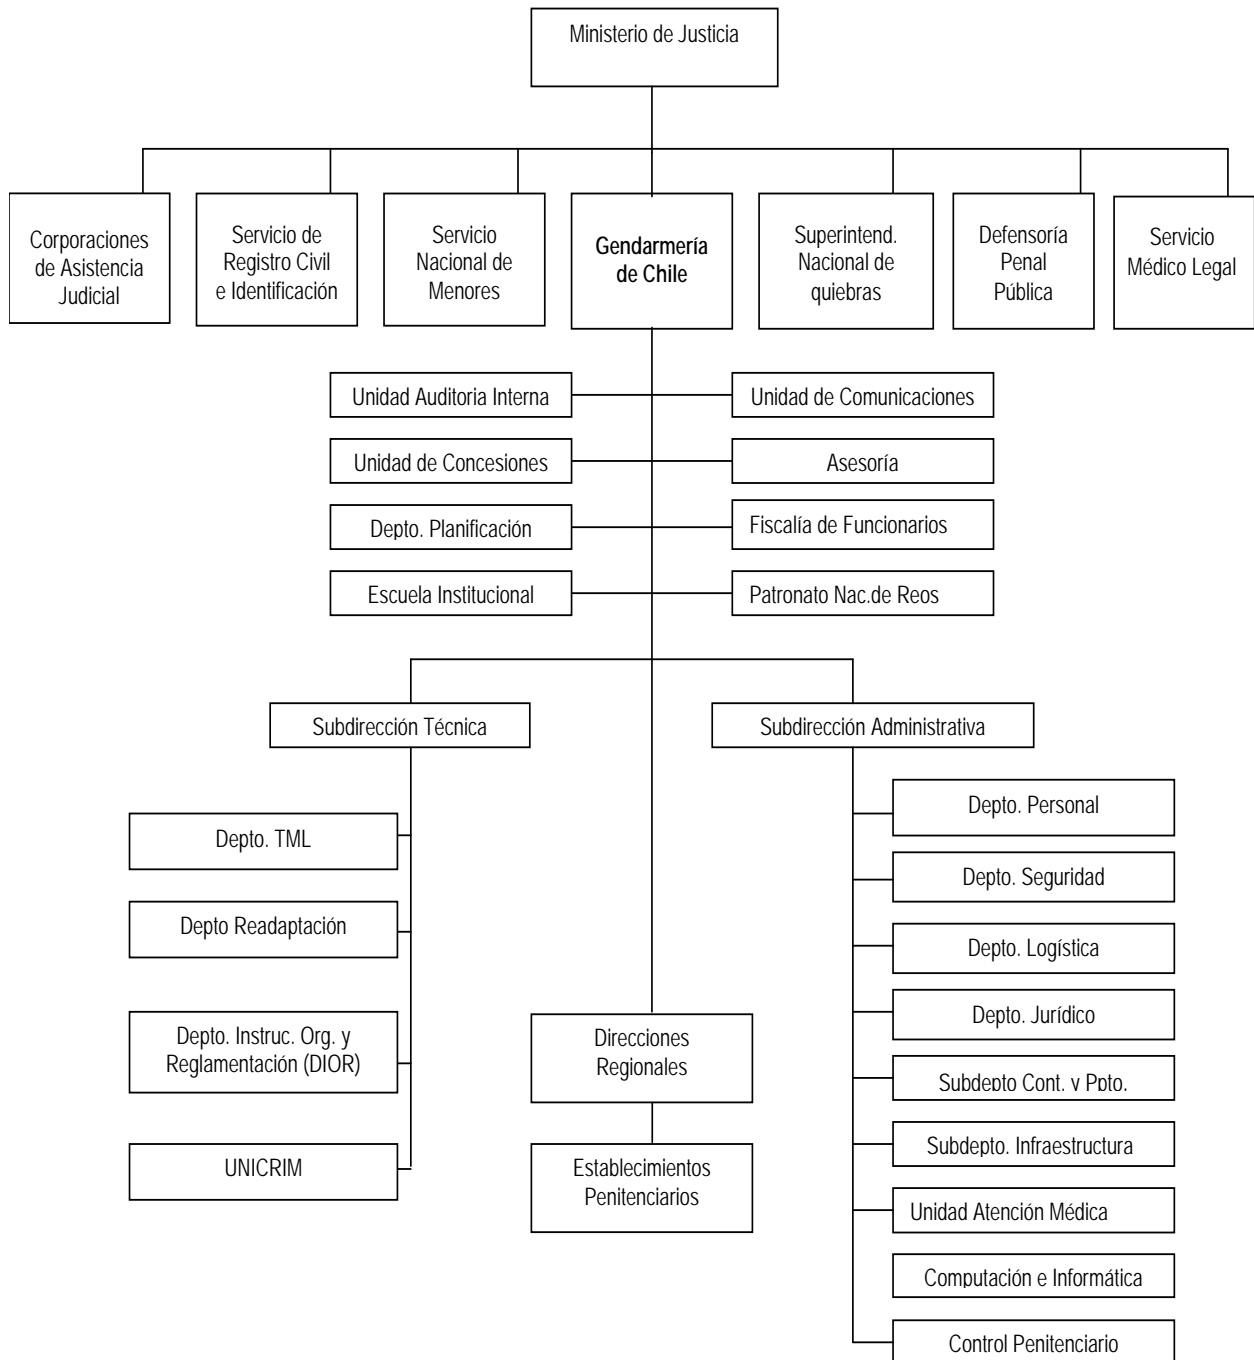 Ministerio de Justicia
Corporaciones
de Asistencia
Judicial
Servicio de
Registro Civil
e Identificación
Servicio
Nacional de
Menores
Gendarmería
de Chile
Superintend.
Nacional de
quiebras
Defensoría
Penal
Pública
Servicio
Médico Legal
Unidad Auditoria Interna
Unidad de Comunicaciones
Unidad de Concesiones
Asesoría
Depto. Planificación
Fiscalía de Funcionarios
Escuela Institucional
Patronato Nac.de Reos
Subdirección Técnica
Subdirección Administrativa
Depto. TML
Depto Readaptación
Depto. Instruc. Org. y
Reglamentación (DIOR)
UNICRIM
Direcciones
Regionales
Establecimientos
Penitenciarios
Depto. Personal
Depto. Seguridad
Depto. Logística
Depto. Jurídico
Subdepto Cont. y Ppto.
Subdepto. Infraestructura
Unidad Atención Médica
Computación e Informática
Control Penitenciario